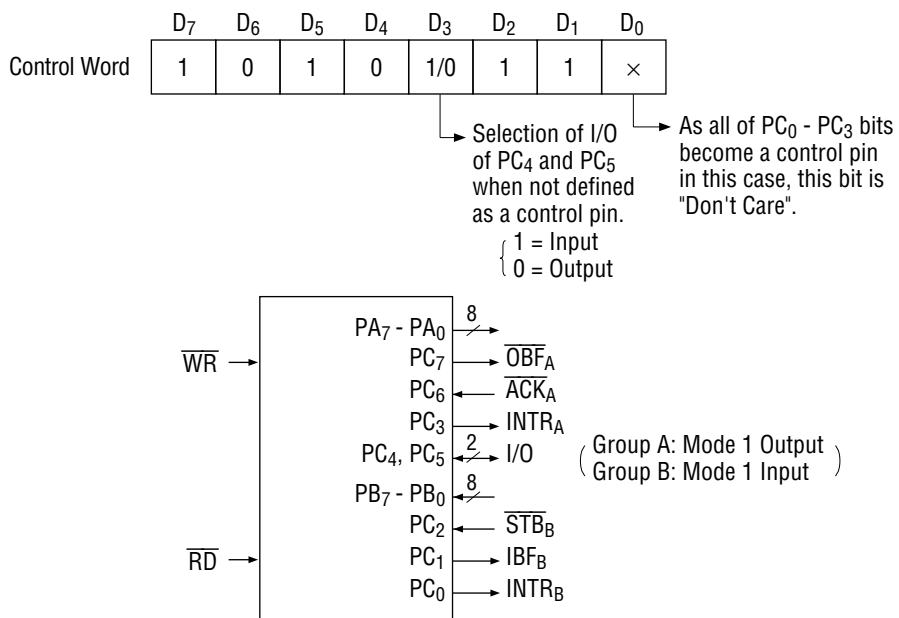 D7 D6 D5 D4 D3 D2 D1 D0
Control Word 1 0 1 0 1/0 1 1 ×
Selection of I/O
of PC4 and PC5
when not defined
as a control pin.
1 = Input
0 = Output
As all of PC0 - PC3 bits
become a control pin
in this case, this bit is
"Don't Care".
PA7 - PA0 8
WR
PC7 OBFA
PC6 ACKA
PC3 INTRA
PC4, PC5 2 I/O
Group A: Mode 1 Output
Group B: Mode 1 Input
PB7 - PB0 8
PC2 STBB
RD
PC1 IBFB
PC0 INTRB